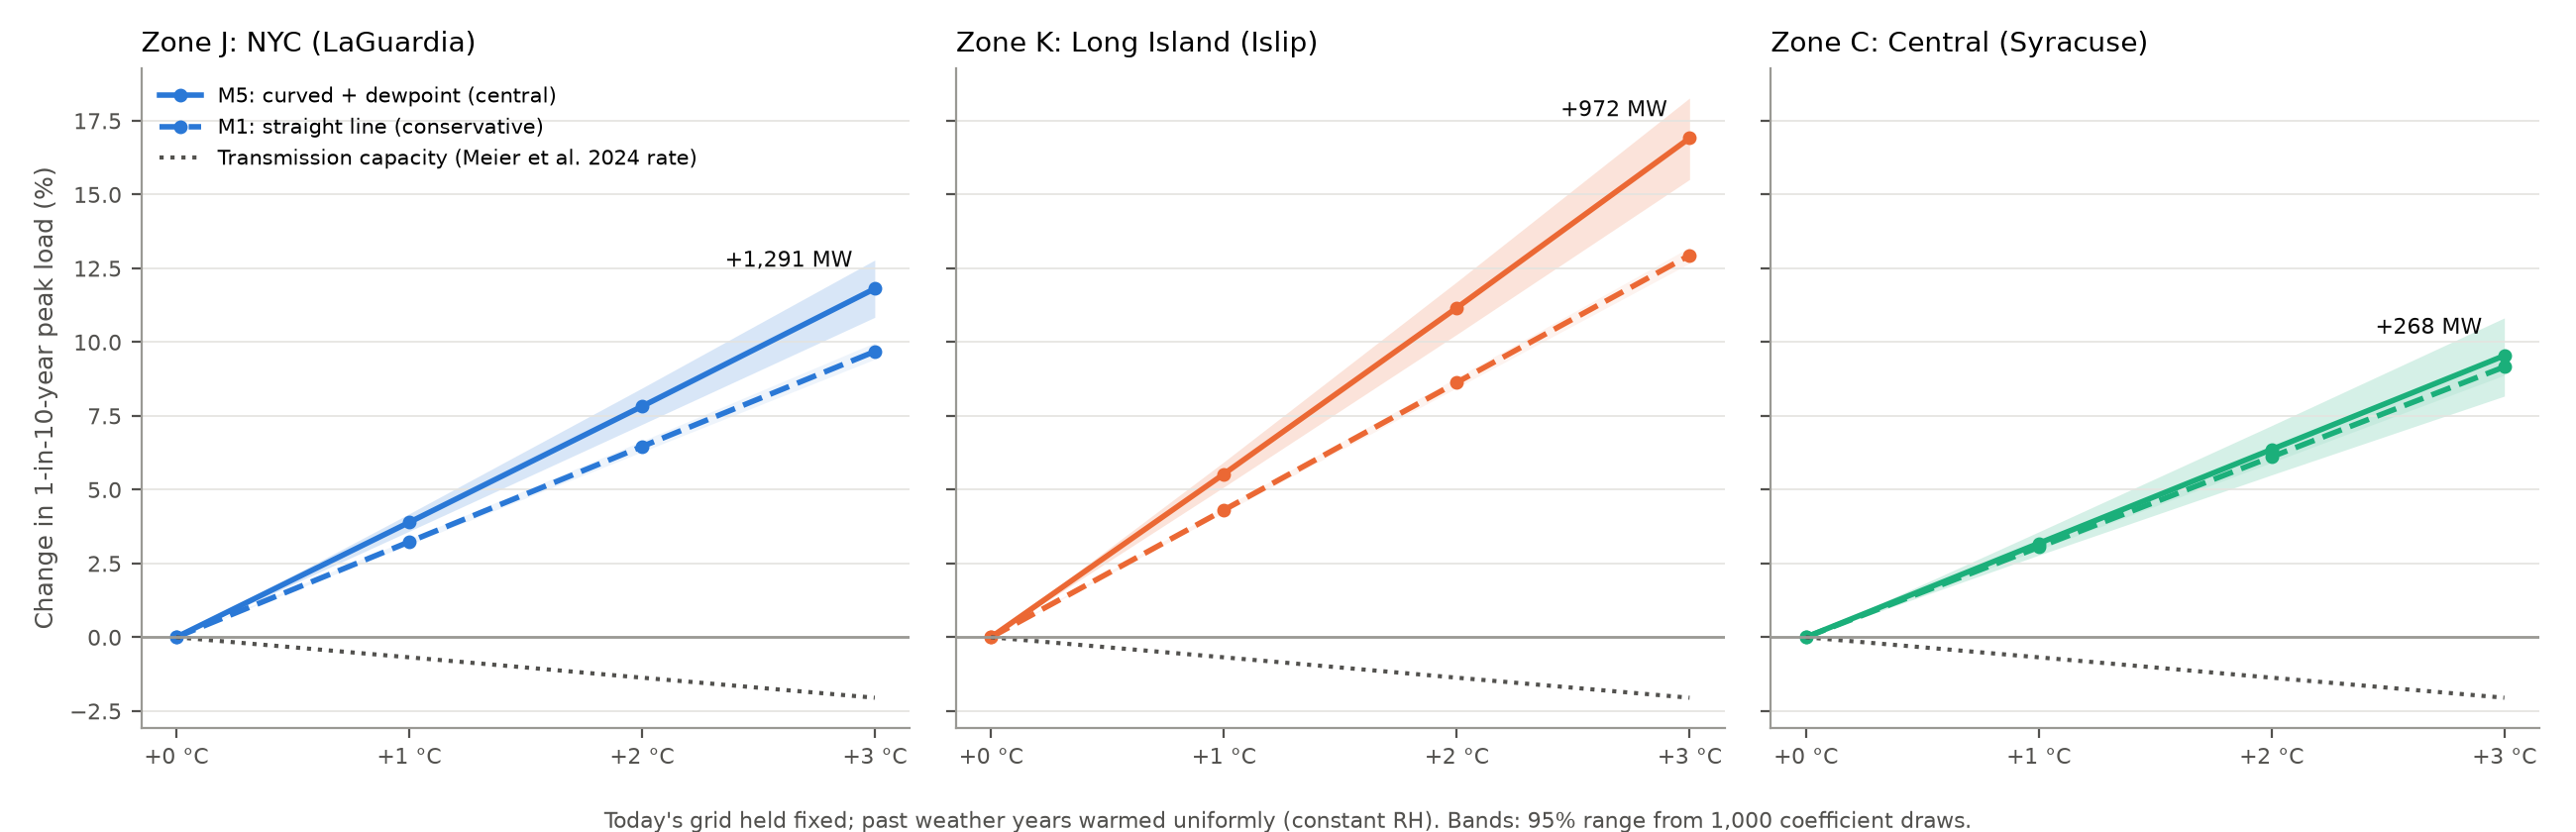 Zone J: NYC (LaGuardia)
Zone K: Long Island (Islip)
Zone C: Central (Syracuse)
M5: curved + dewpoint (central)
M1: straight line (conservative)
Transmission capacity (Meier et al. 2024 rate)
Change in 1-in-10-year peak load (%)
17.5
15.0
12.5
10.0
7.5
5.0
2.5
0.0
−2.5
+1,291 MW
+972 MW
+268 MW
+0 °C
+1 °C
+2 °C
+3 °C
+0 °C
+1 °C
+2 °C
+3 °C
+0 °C
+1 °C
+2 °C
+3 °C
Today's grid held fixed; past weather years warmed uniformly (constant RH). Bands: 95% range from 1,000 coefficient draws.